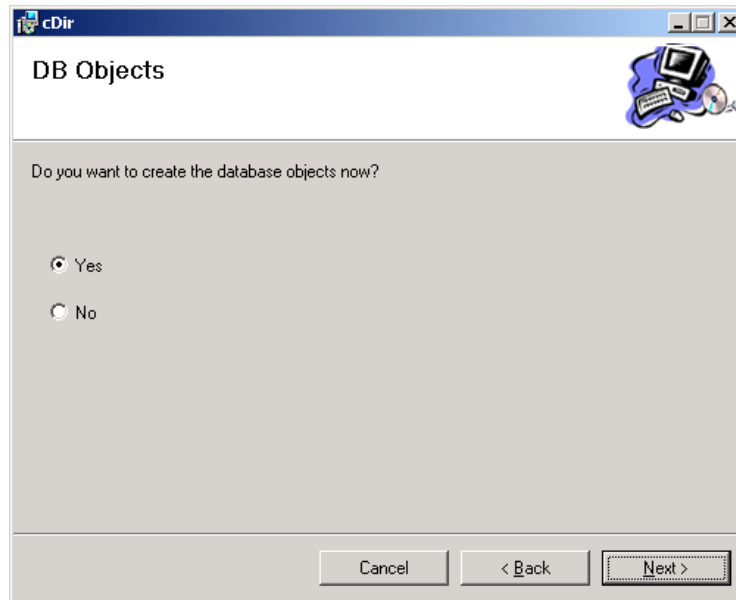 cDir
DB Objects
Do you want to create the database objects now?
Yes
No
Cancel
< Back
Next >